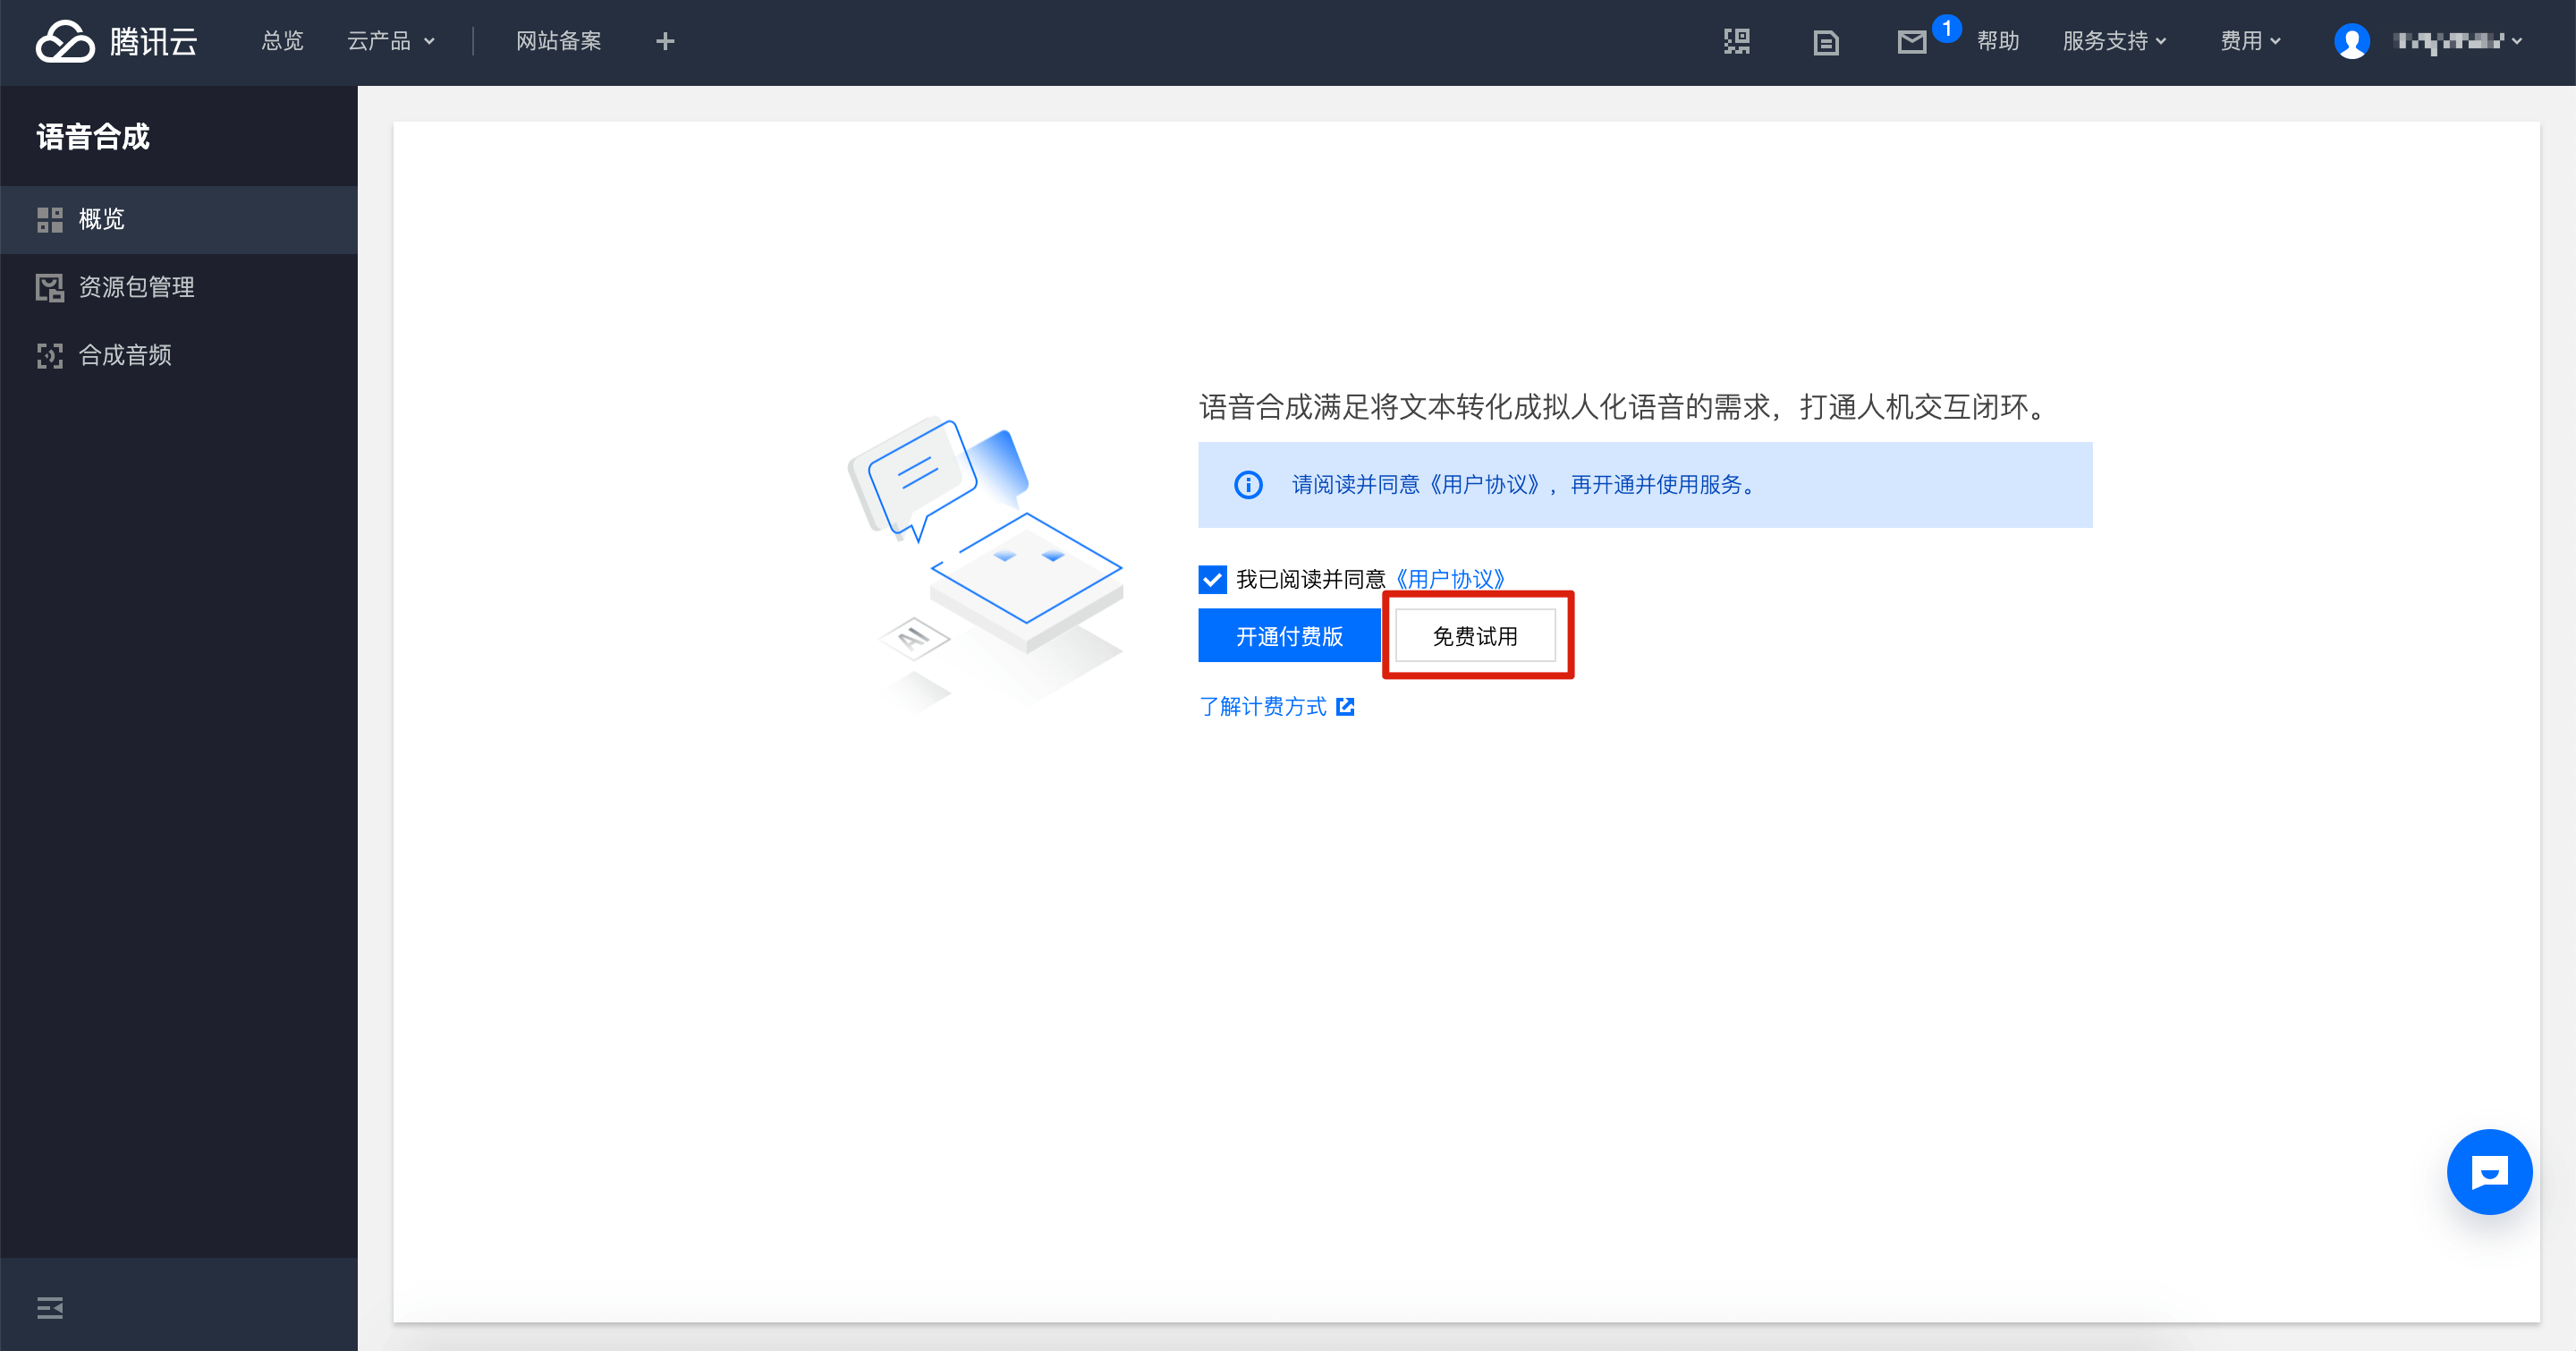 腾讯云
总览
云产品
网站备案
1
帮助
服务支持
费用
语音合成
概览
资源包管理
合成音频
语音合成满足将文本转化成拟人化语音的需求，打通人机交互闭环。
请阅读并同意《用户协议》，再开通并使用服务。
我已阅读并同意《用户协议》
开通付费版
免费试用
了解计费方式
AI